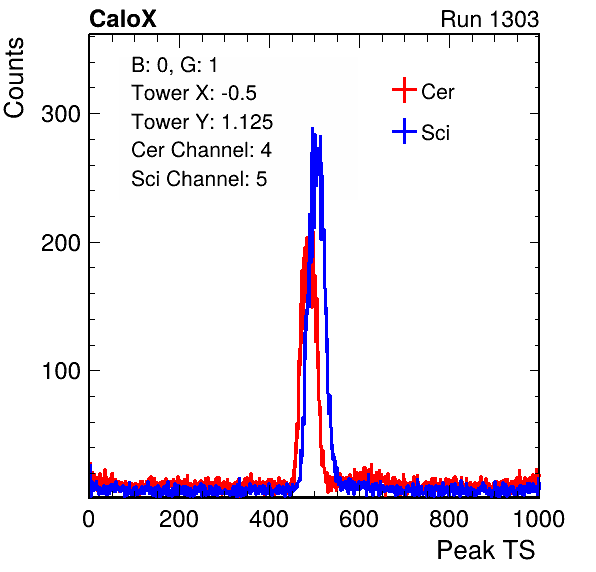 CaloX Run 1303
Counts
B: 0, G: 1
Tower X: -0.5
Tower Y: 1.125
Cer Channel: 4
Sci Channel: 5
Cer
Sci
300
200
100
0 200 400 600 800 1000
Peak TS